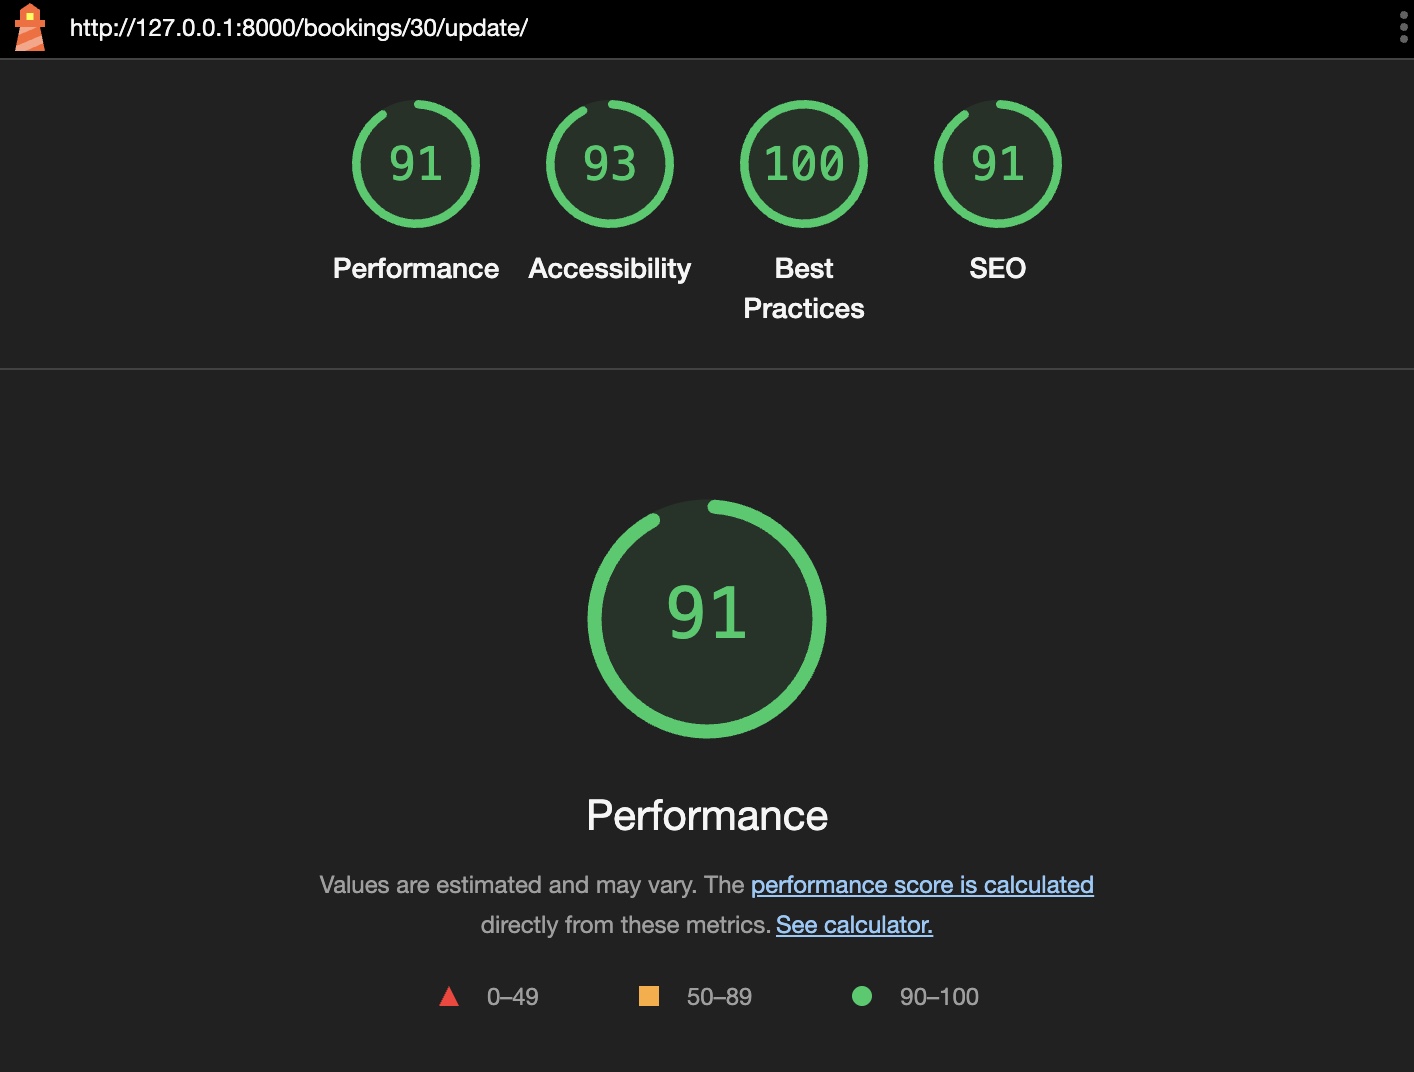 http://127.0.0.1:8000/bookings/30/update/
91
93
100
91
Performance
Accessibility
Best
Practices
SEO
91
Performance
Values are estimated and may vary. The performance score is calculated
directly from these metrics. See calculator.
0–49
50–89
90–100